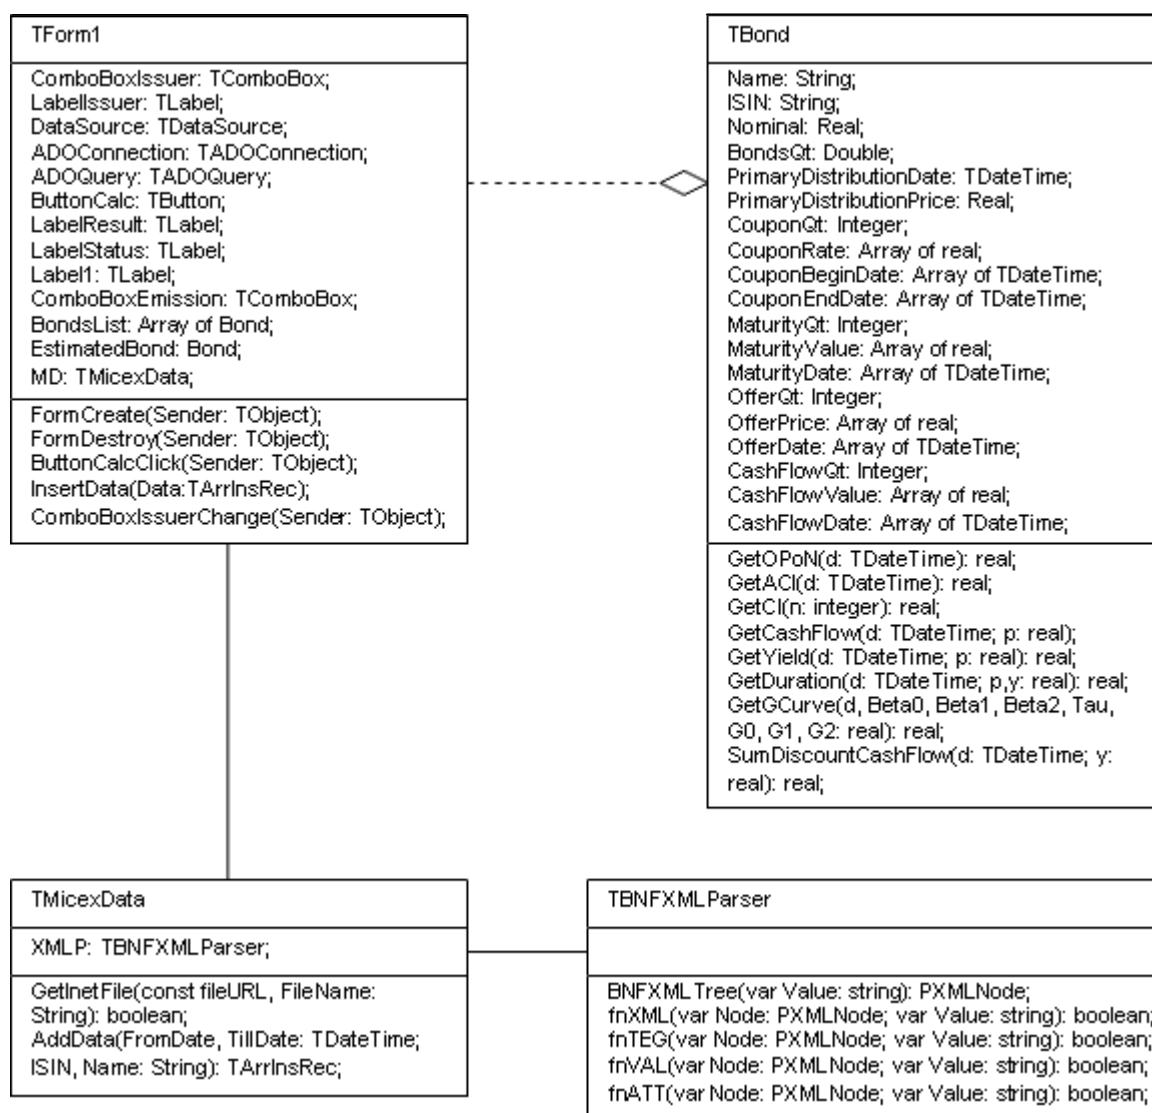 TForm1
ComboBoxIssuer: TComboBox;
LabelIssuer: TLabel;
DataSource: TDataSource;
ADOConnection: TADOConnection;
ADOQuery: TADOQuery;
ButtonCalc: TButton;
LabelResult: TLabel;
LabelStatus: TLabel;
Label1: TLabel;
ComboBoxEmission: TComboBox;
BondsList: Array of Bond;
EstimatedBond: Bond;
MD: TMicexData;
FormCreate(Sender: TObject);
FormDestroy(Sender: TObject);
ButtonCalcClick(Sender: TObject);
InsertData(Data:TArrInsRec);
ComboBoxIssuerChange(Sender: TObject);
TBond
Name: String;
ISIN: String;
Nominal: Real;
BondsQt: Double;
PrimaryDistributionDate: TDateTime;
PrimaryDistributionPrice: Real;
CouponQt: Integer;
CouponRate: Array of real;
CouponBeginDate: Array of TDateTime;
CouponEndDate: Array of TDateTime;
MaturityQt: Integer;
MaturityValue: Array of real;
MaturityDate: Array of TDateTime;
OfferQt: Integer;
OfferPrice: Array of real;
OfferDate: Array of TDateTime;
CashFlowQt: Integer;
CashFlowValue: Array of real;
CashFlowDate: Array of TDateTime;
GetOPoN(d: TDateTime): real;
GetACI(d: TDateTime): real;
GetCI(n: integer): real;
GetCashFlow(d: TDateTime; p: real);
GetYield(d: TDateTime; p: real): real;
GetDuration(d: TDateTime; p,y: real): real;
GetGCurve(d, Beta0, Beta1, Beta2, Tau,
G0, G1, G2: real): real;
SumDiscountCashFlow(d: TDateTime; y:
real): real;
TMicexData
XMLP: TBNFXMLParser;
GetInetFile(const fileURL, FileName:
String): boolean;
AddData(FromDate, TillDate: TDateTime;
ISIN, Name: String): TArrInsRec;
TBNFXMLParser
BNFXMLTree(var Value: string): PXMLNode;
fnXML(var Node: PXMLNode; var Value: string): boolean;
fnTEG(var Node: PXMLNode; var Value: string): boolean;
fnVAL(var Node: PXMLNode; var Value: string): boolean;
fnATT(var Node: PXMLNode; var Value: string): boolean;